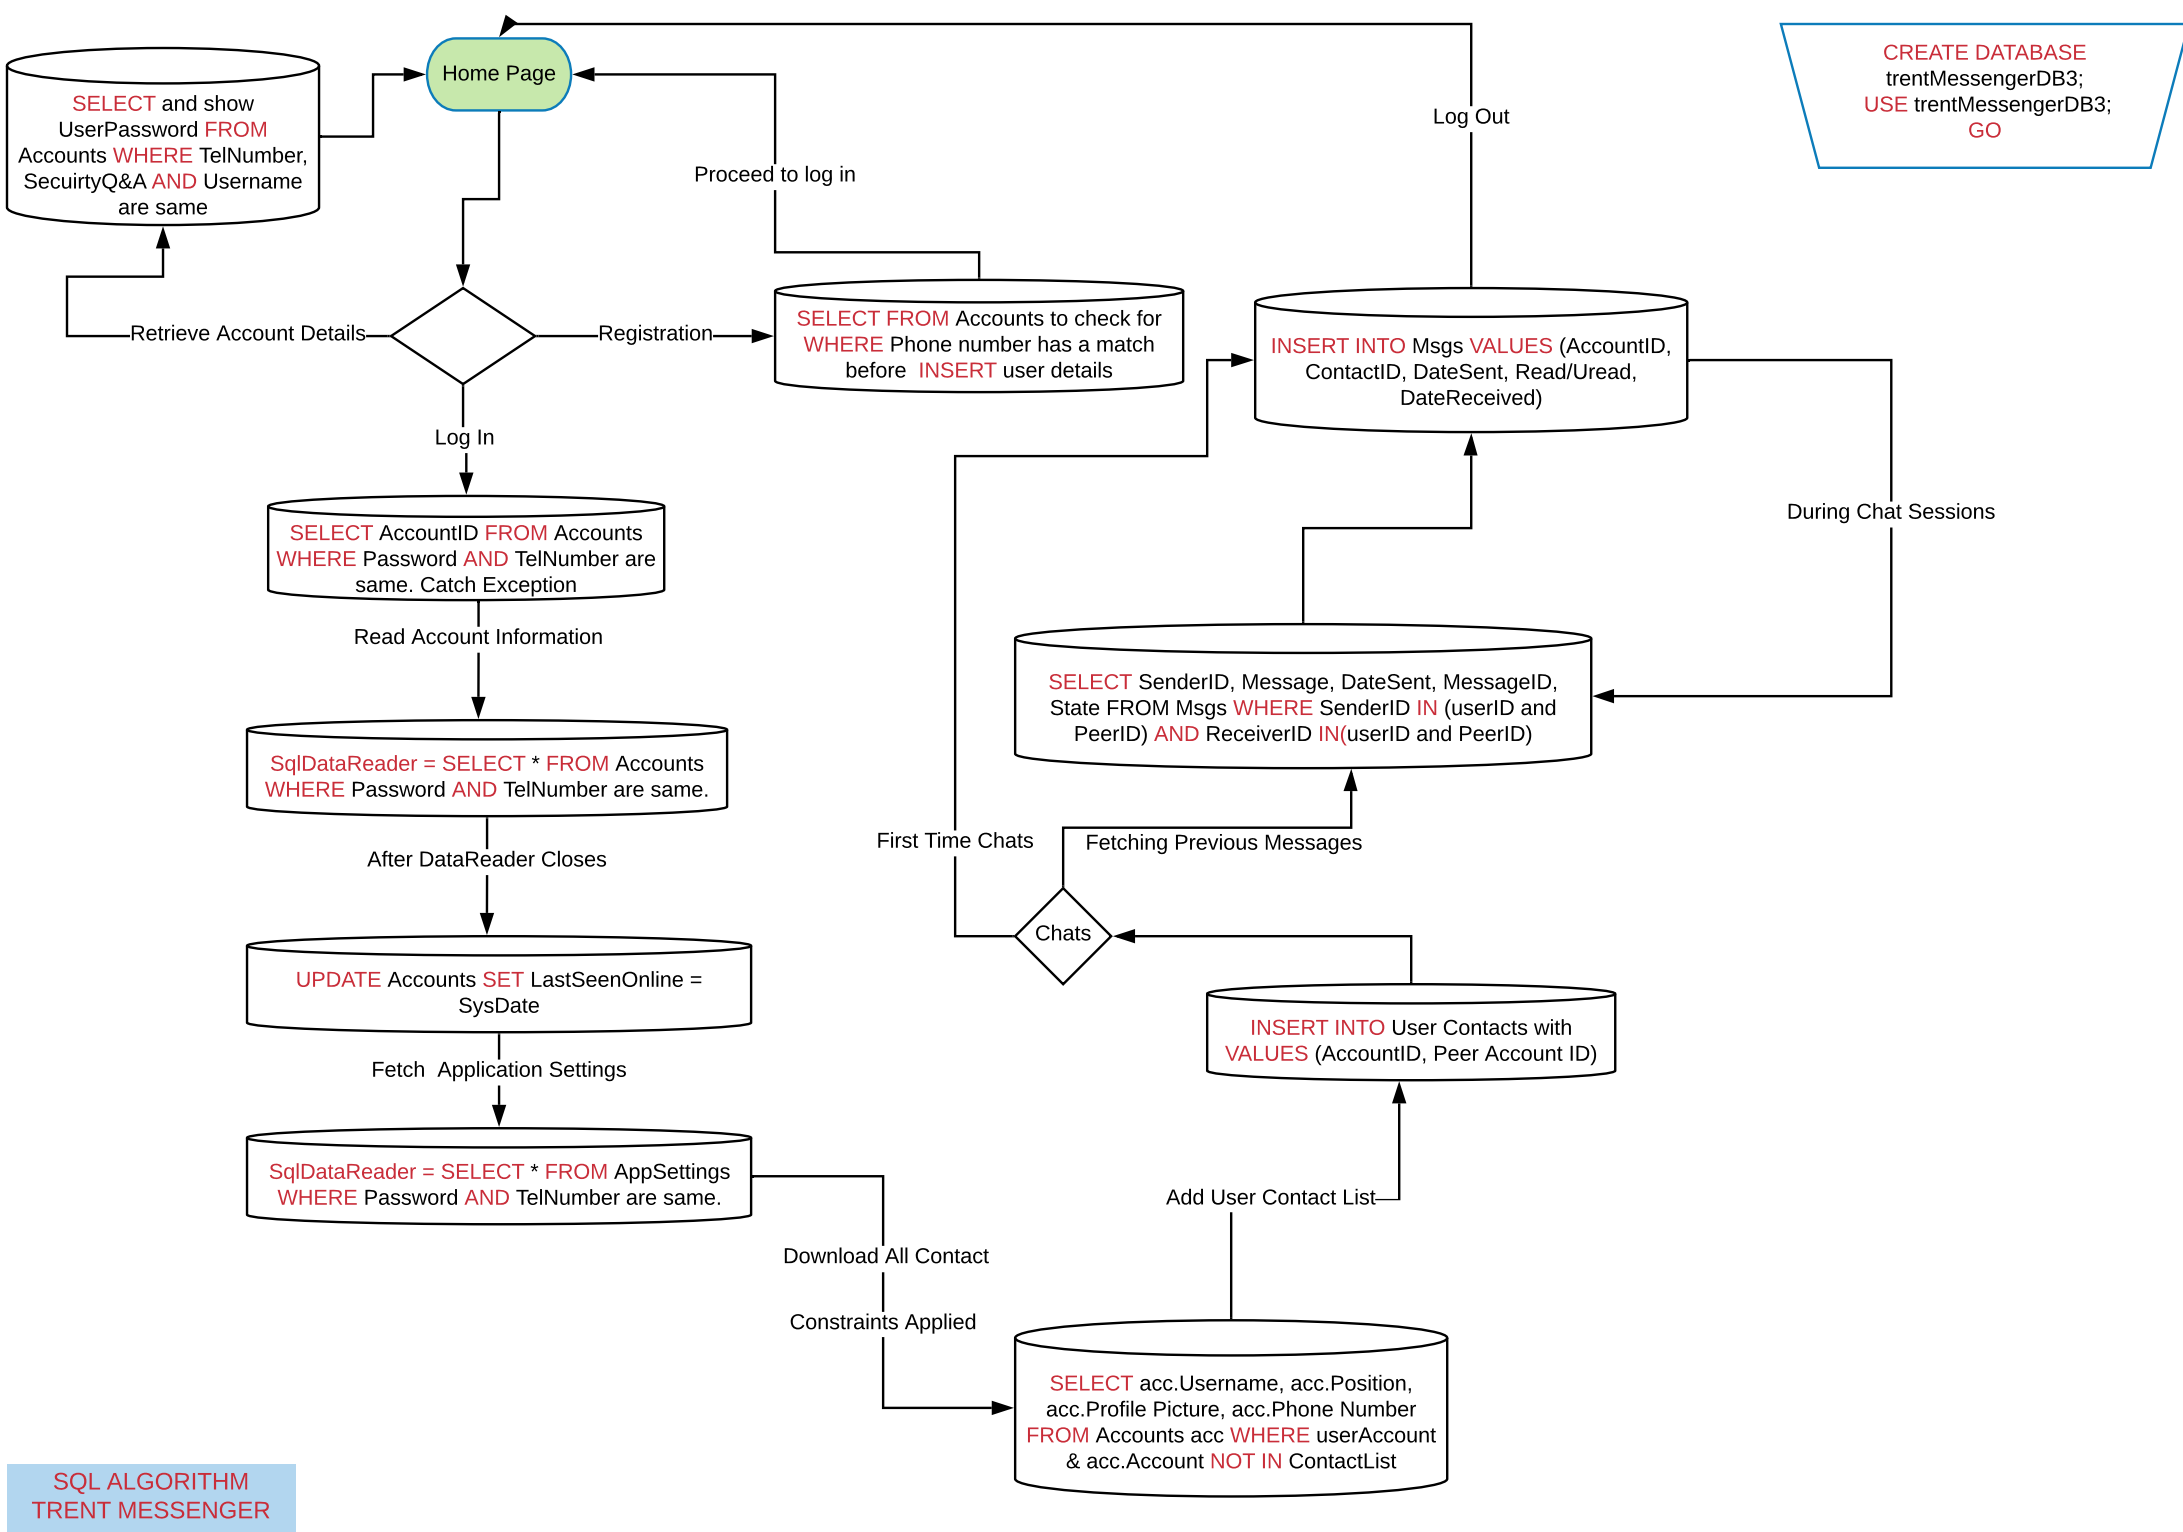 Home Page
CREATE DATABASE
trentMessengerDB3;
USE trentMessengerDB3;
GO
SELECT and show
UserPassword FROM
Accounts WHERE TelNumber,
SecuirtyQ&A AND Username
are same
Log Out
Proceed to log in
Retrieve Account Details
Registration
SELECT FROM Accounts to check for
WHERE Phone number has a match
before INSERT user details
INSERT INTO Msgs VALUES (AccountID,
ContactID, DateSent, Read/Uread,
DateReceived)
Log In
During Chat Sessions
SELECT AccountID FROM Accounts
WHERE Password AND TelNumber are
same. Catch Exception
Read Account Information
SELECT SenderID, Message, DateSent, MessageID,
State FROM Msgs WHERE SenderID IN (userID and
PeerID) AND ReceiverID IN(userID and PeerID)
SqlDataReader = SELECT * FROM Accounts
WHERE Password AND TelNumber are same.
First Time Chats
Fetching Previous Messages
After DataReader Closes
Chats
UPDATE Accounts SET LastSeenOnline =
SysDate
INSERT INTO User Contacts with
VALUES (AccountID, Peer Account ID)
Fetch  Application Settings
SqlDataReader = SELECT * FROM AppSettings
WHERE Password AND TelNumber are same.
Add User Contact List
Download All Contact
Constraints Applied
SELECT acc.Username, acc.Position,
acc.Profile Picture, acc.Phone Number
FROM Accounts acc WHERE userAccount
& acc.Account NOT IN ContactList
SQL ALGORITHM
TRENT MESSENGER